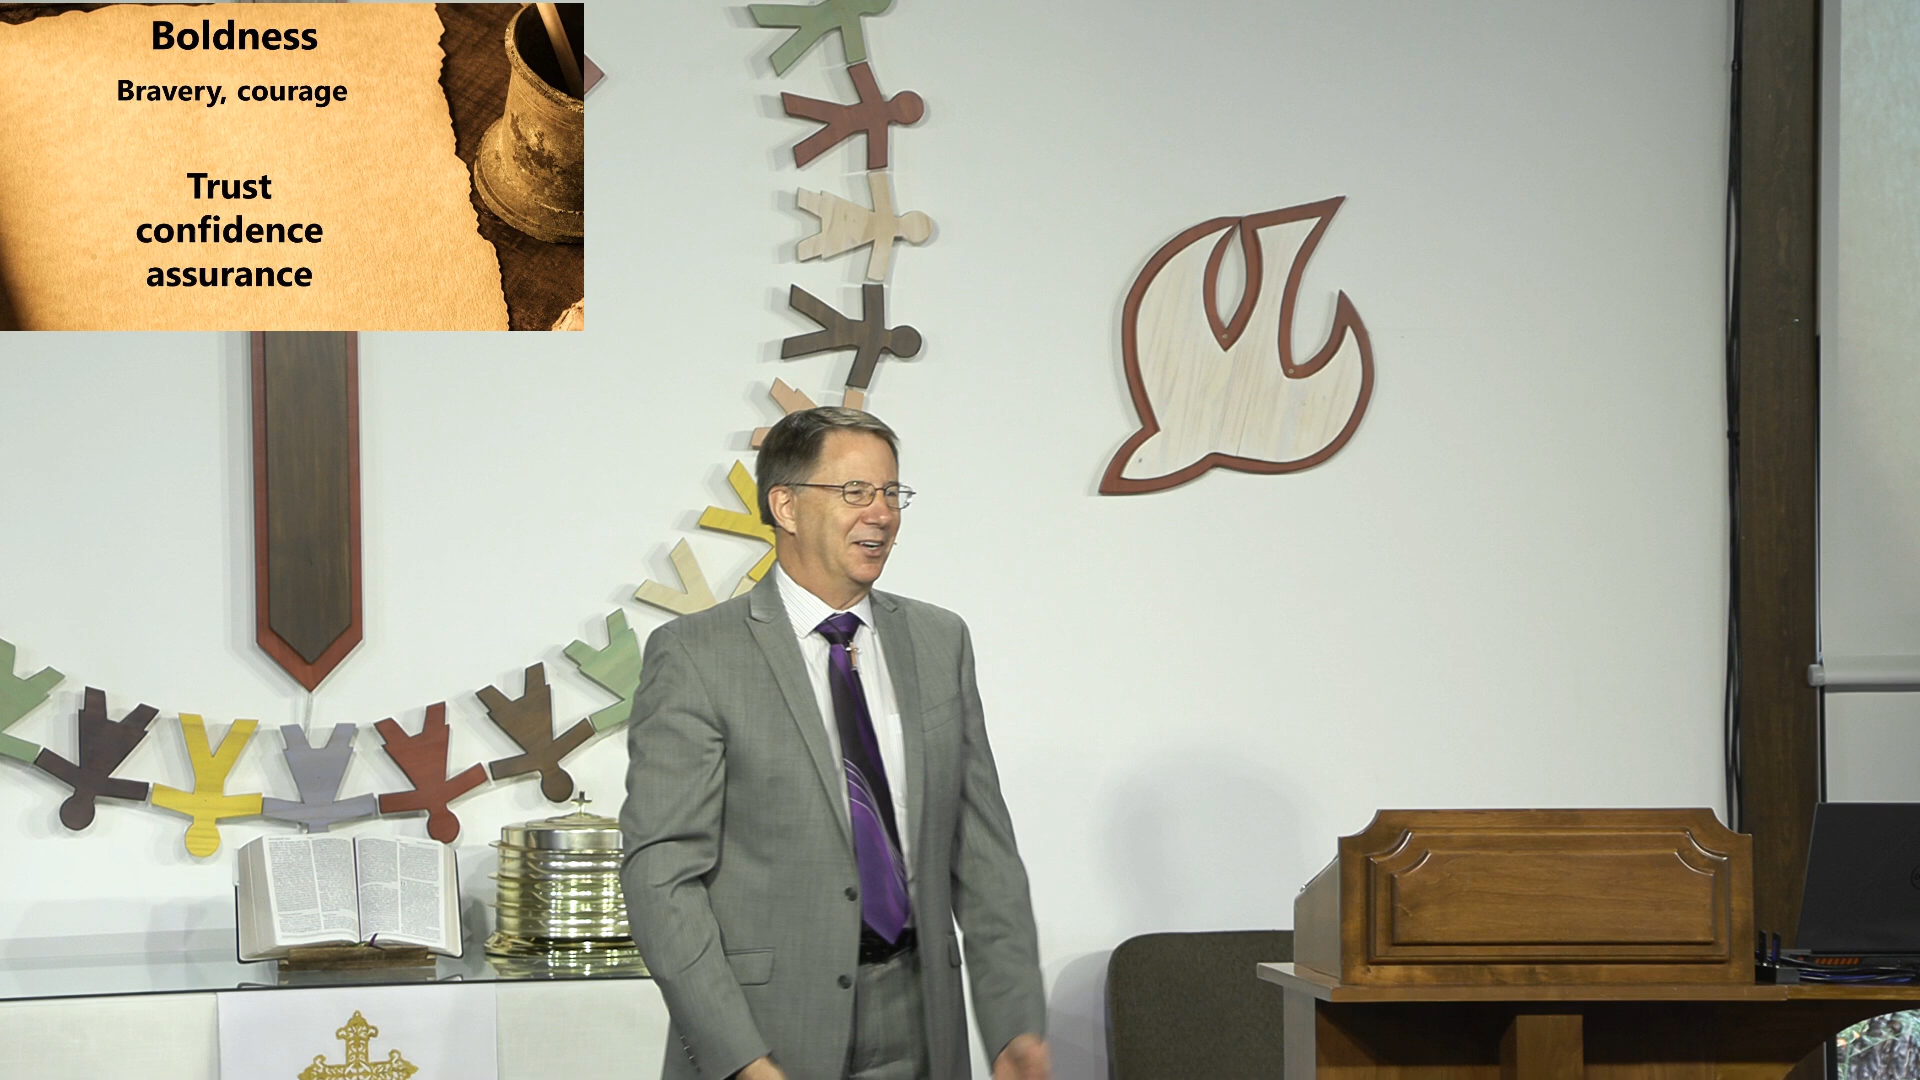 Boldness
Bravery, courage
Trust
confidence
assurance